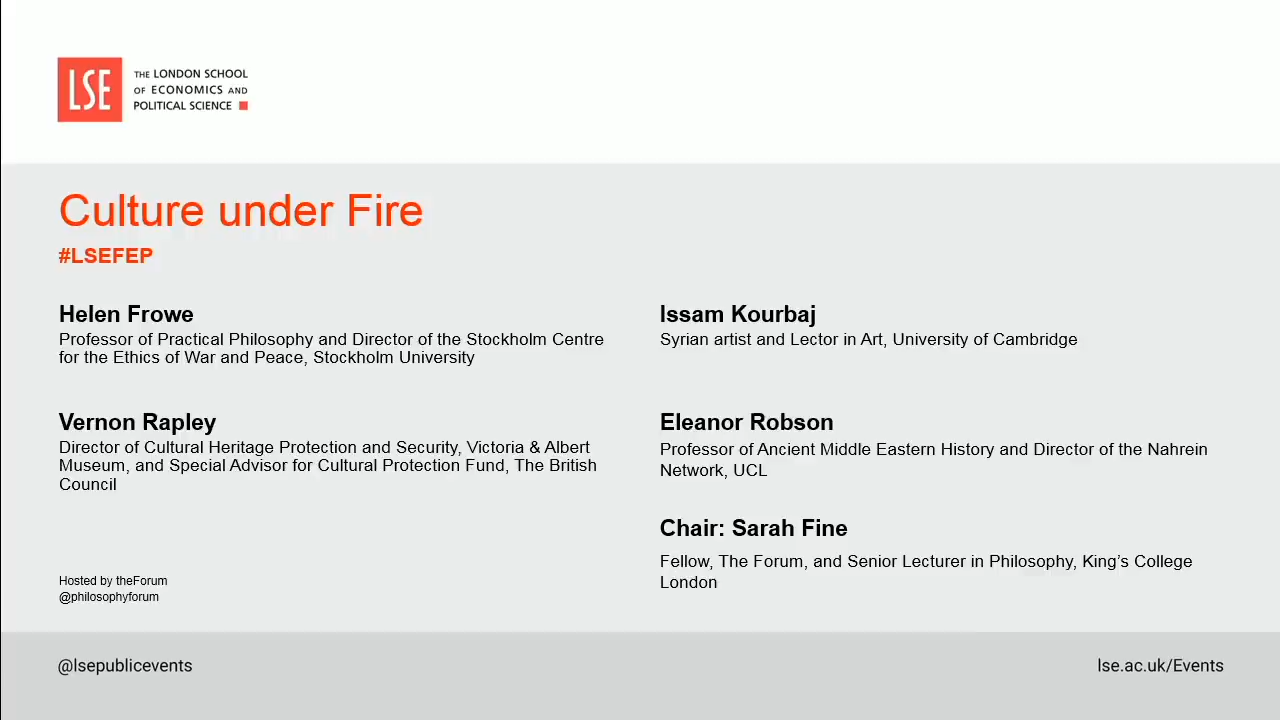 LSE
THE LONDON SCHOOL
OF ECONOMICS AND
POLITICAL SCIENCE
Culture under Fire
#LSEFEP
Helen Frowe
Professor of Practical Philosophy and Director of the Stockholm Centre
for the Ethics of War and Peace, Stockholm University
Issam Kourbaj
Syrian artist and Lector in Art, University of Cambridge
Vernon Rapley
Director of Cultural Heritage Protection and Security, Victoria & Albert
Museum, and Special Advisor for Cultural Protection Fund, The British
Council
Eleanor Robson
Professor of Ancient Middle Eastern History and Director of the Nahrein
Network, UCL
Chair: Sarah Fine
Fellow, The Forum, and Senior Lecturer in Philosophy, King’s College
London
Hosted by theForum
@philosophyforum
@lsepublicevents
lse.ac.uk/Events